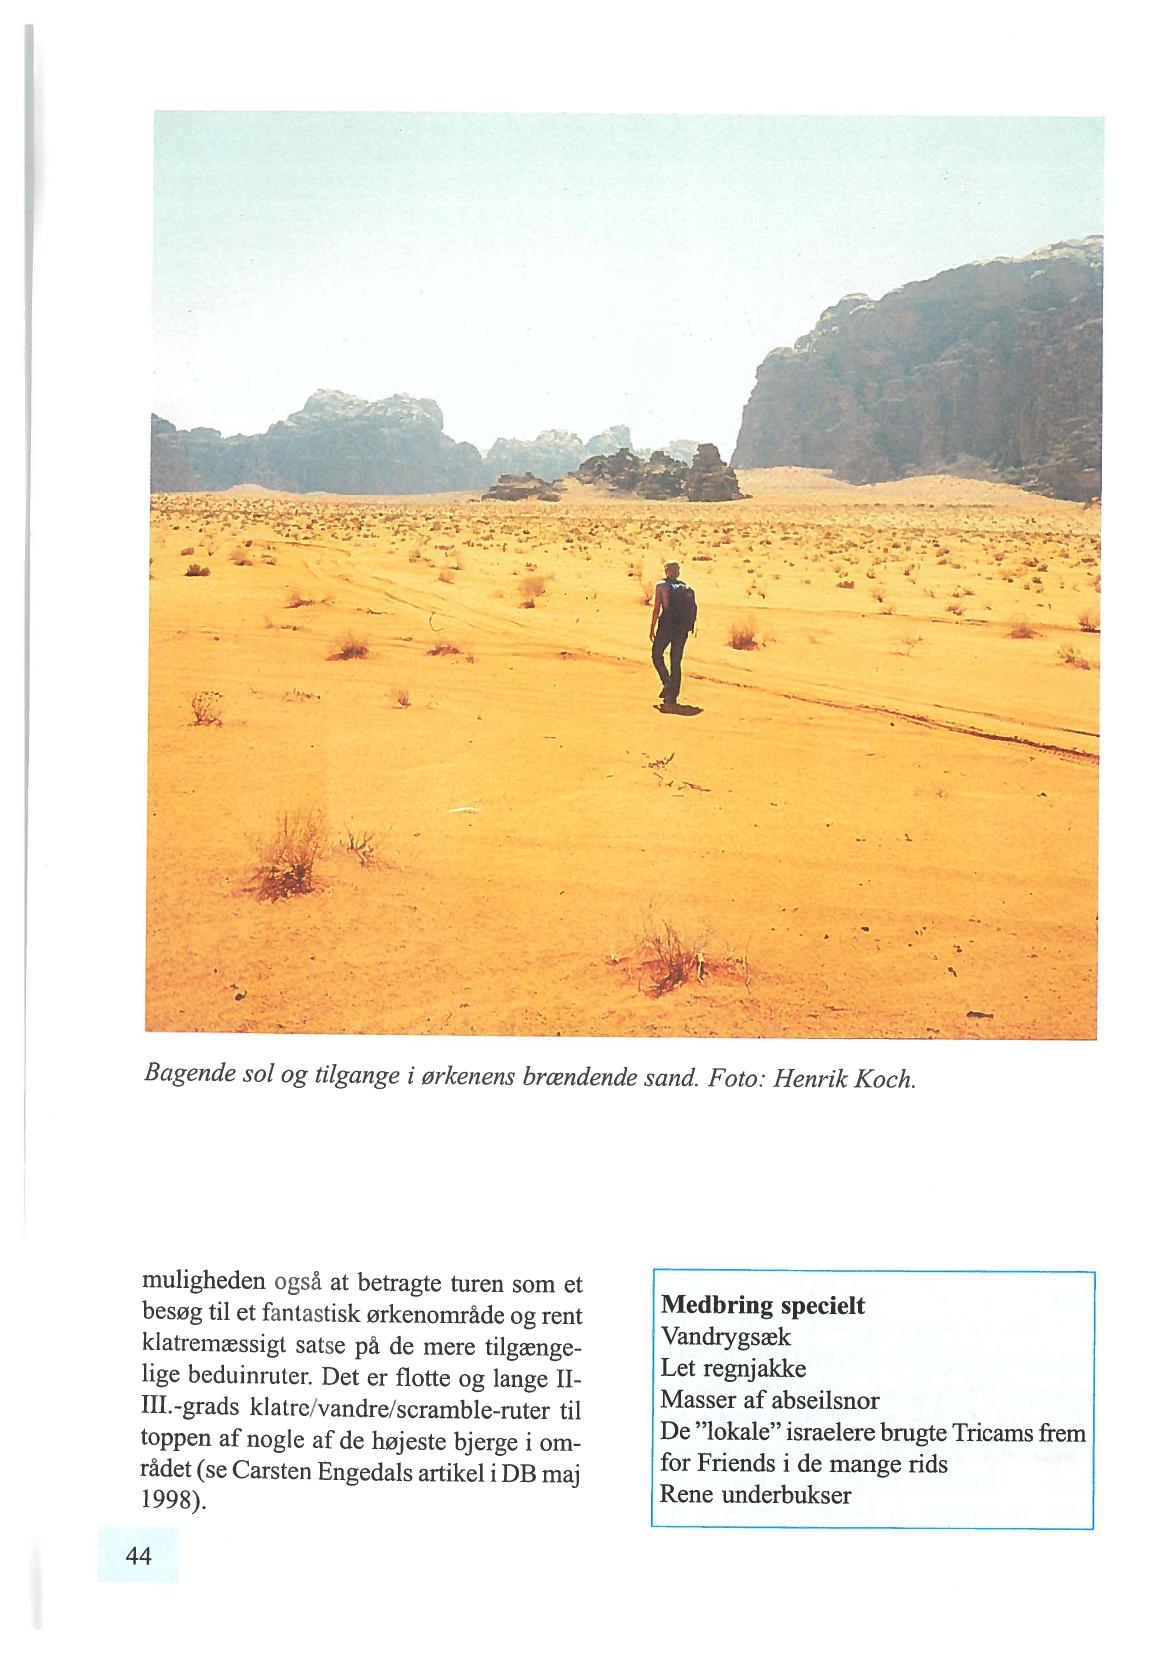 Bagende sol og tilgange i ørkenens brændende sand. Foto: Henrik Koch.
muligheden også at betragte turen som et
besøg til et fantastisk ørkenområde og rent
klatremæssigt satse på de mere tilgænge-
lige beduinruter. Det er flotte og lange II-
III.-grads klatre/vandre/scramble-ruter til
toppen af nogle af de højeste bjerge i om-
rådet (se Carsten Engedals artikel i DB maj
1998).
Medbring specielt
Vandrygsæk
Let regnjakke
Masser af abseilsnor
De ”lokale” israelere brugte Tricams frem
for Friends i de mange rids
Rene underbukser
44